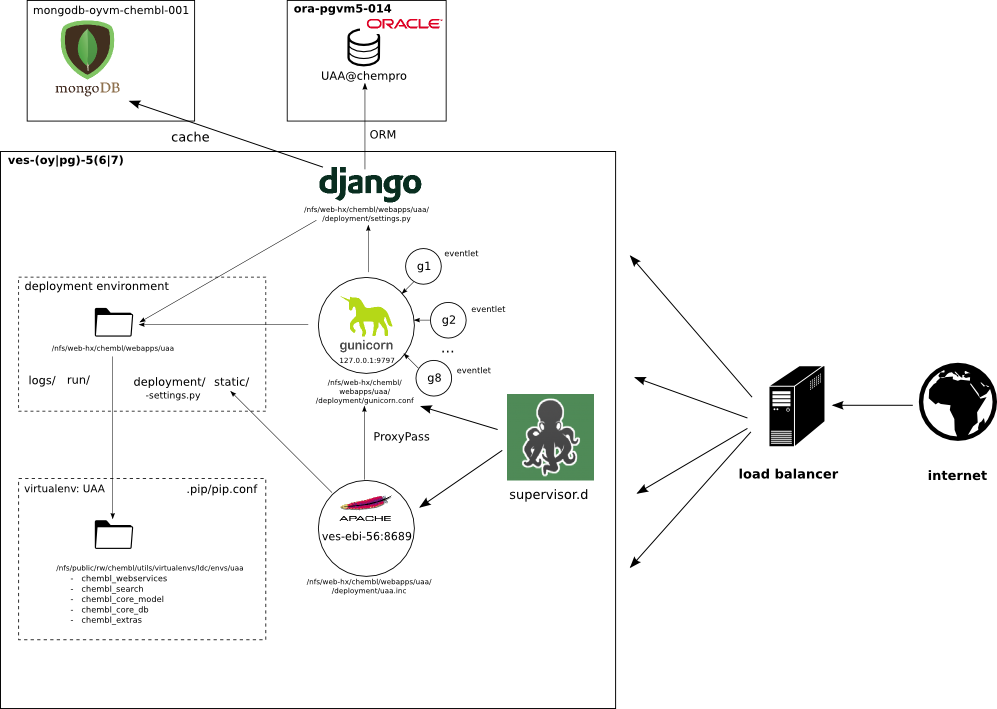 mongodb-oyvm-chembl-001
mongoDB
ora-pgvm5-014
ORACLE
UAA@chempro
cache
ORM
ves-(oy|pg)-5(6|7)
django
/nfs/web-hx/chembl/webapps/uaa/
/deployment/settings.py
g1
eventlet
g2
eventlet
...
g8
eventlet
gunicorn
127.0.0.1:9797
/nfs/web-hx/chembl/
webapps/uaa/
/deployment/gunicorn.conf
deployment environment
/nfs/web-hx/chembl/webapps/uaa
logs/ run/ deployment/ static/
-settings.py
ProxyPass
supervisor.d
virtualenv: UAA .pip/pip.conf
/nfs/public/rw/chembl/utils/virtualenvs/ldc/envs/uaa
- chembl_webservices
- chembl_search
- chembl_core_model
- chembl_core_db
- chembl_extras
APACHE
ves-ebi-56:8689
/nfs/web-hx/chembl/webapps/uaa/
/deployment/uaa.inc
load balancer
internet